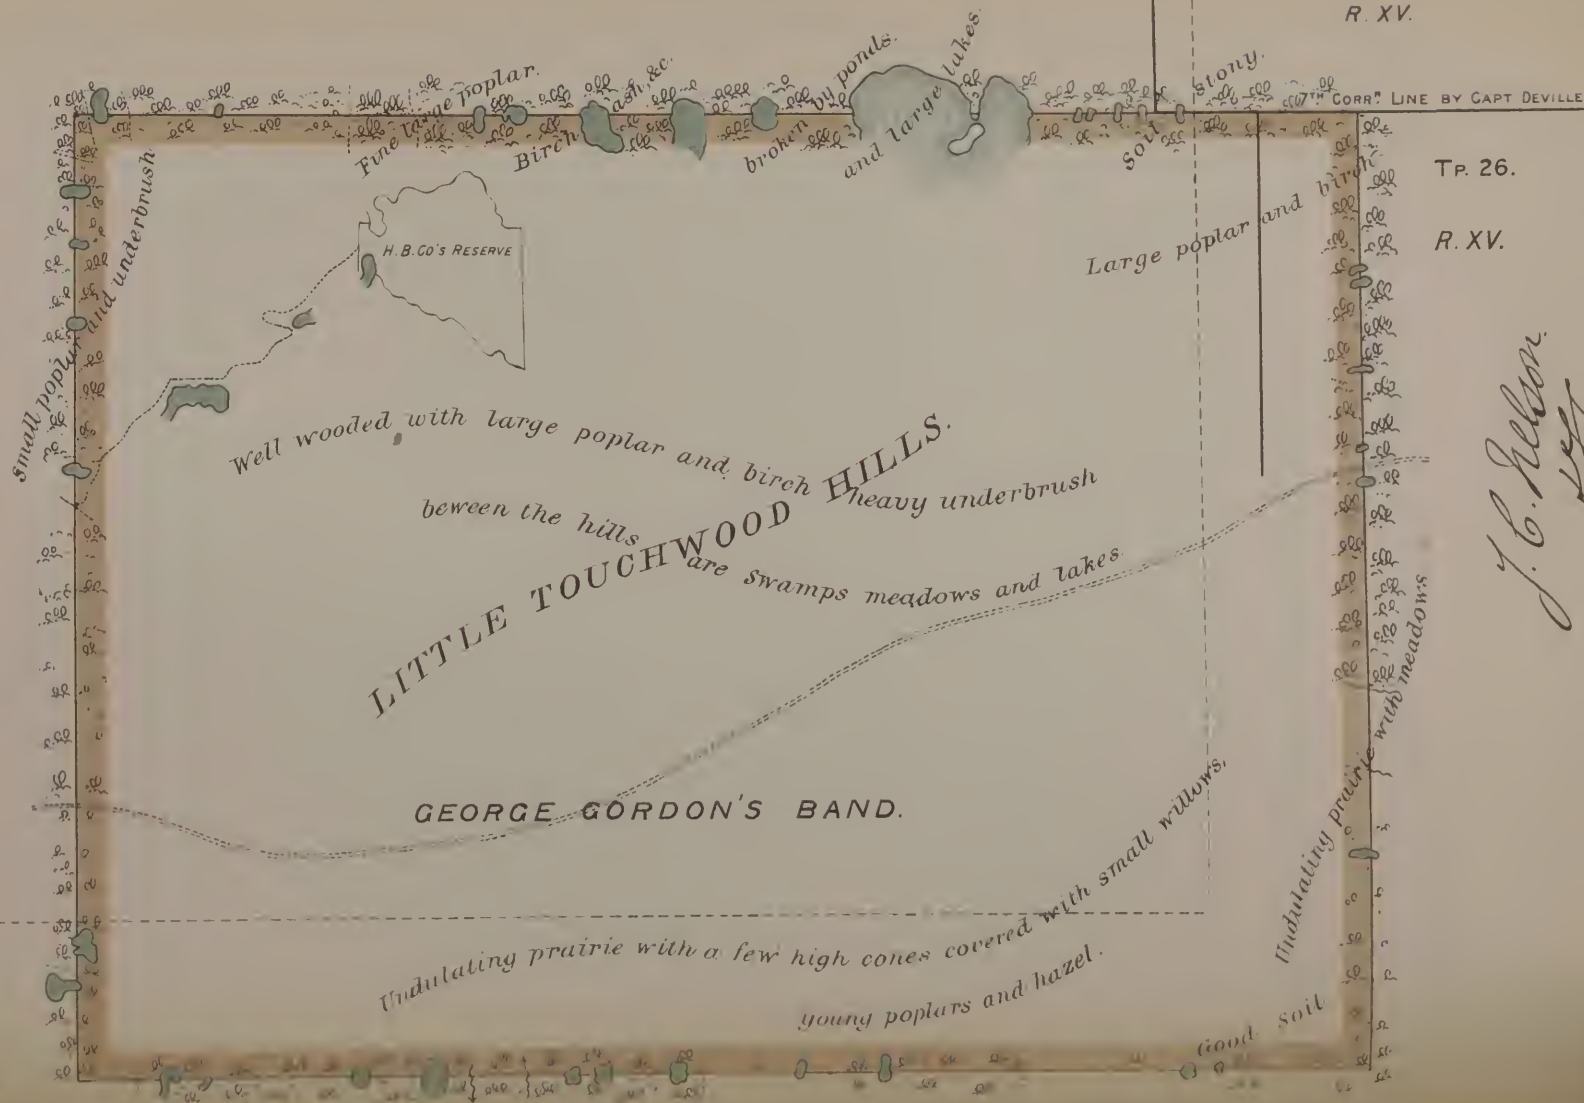 R. XV.
Fine large poplar.
Birch ash, &c.
broken by ponds.
and large lakes.
Soil stony.
7TH CORRN LINE BY CAPT DEVILLE
TP. 26.
R. XV.
small poplar and underbrush
H.B.CO'S RESERVE
Large poplar and birch
Well wooded with large poplar and birch heavy underbrush
beween the hills are swamps meadows and lakes.
LITTLE TOUCHWOOD HILLS.
J. C. Nelson.
GEORGE GORDON'S BAND.
Undulating prairie with meadows
Undulating prairie with a few high cones covered with small willows,
young poplars and hazel.
Good Soil